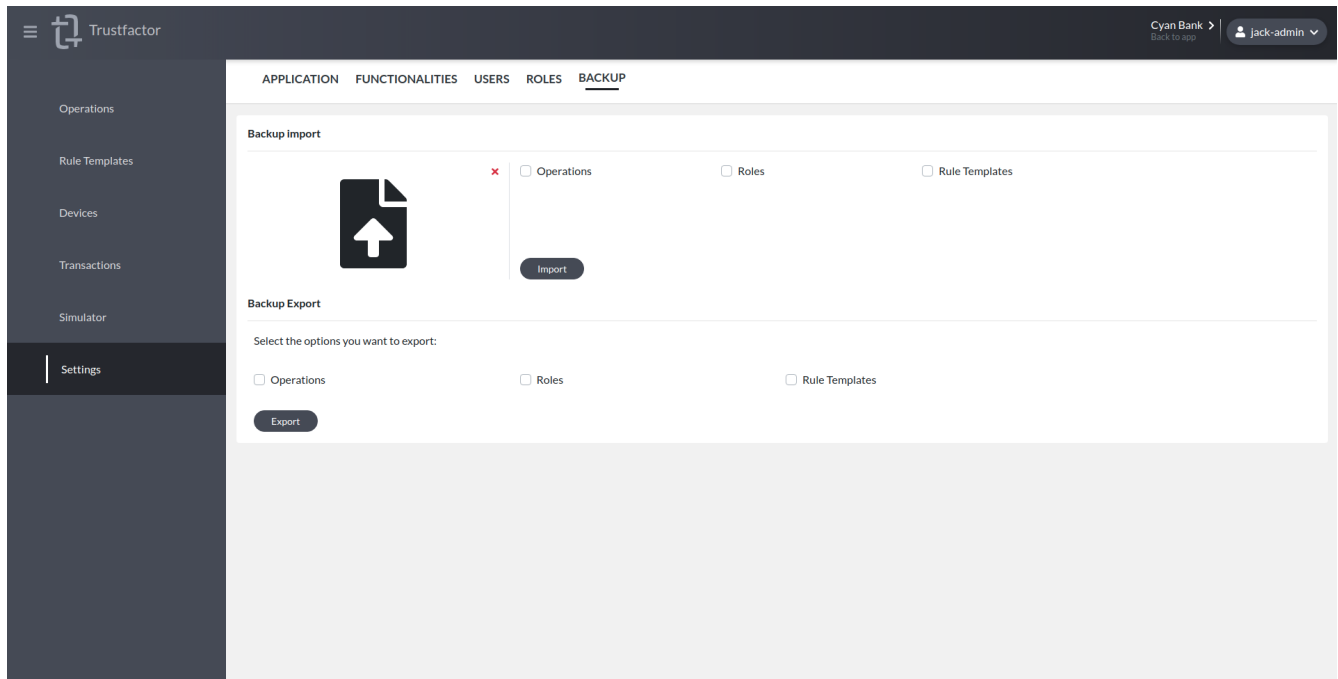 Trustfactor
Cyan Bank
Back to app
jack-admin
APPLICATION FUNCTIONALITIES USERS ROLES BACKUP
Operations
Rule Templates
Devices
Transactions
Simulator
Settings
Backup import
Operations Roles Rule Templates
Import
Backup Export
Select the options you want to export:
Operations Roles Rule Templates
Export